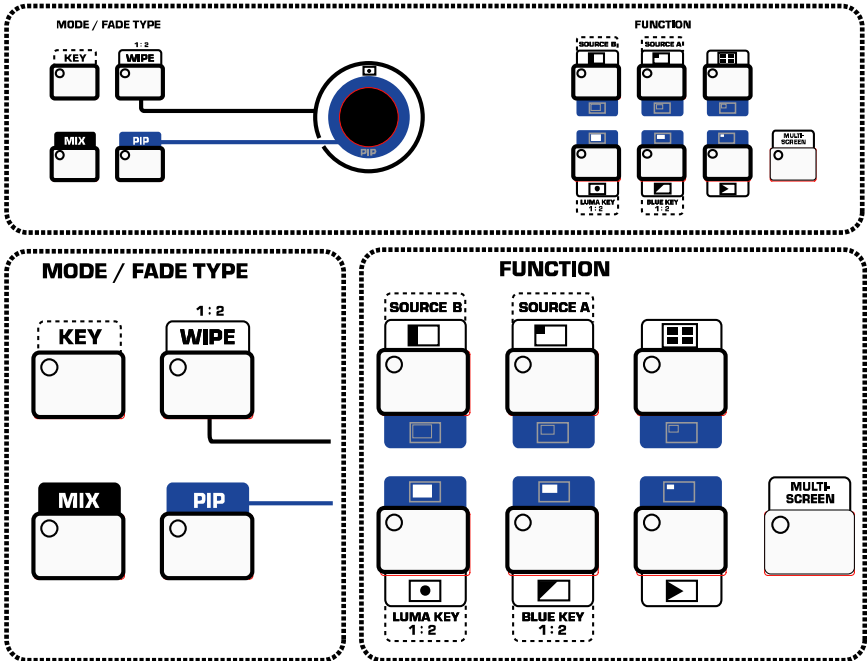 MODE / FADE TYPE
FUNCTION
1:2
KEY
WIPE
SOURCE B
SOURCE A
MIX
PIP
PIP
MULTI-
SCREEN
LUMA KEY
1:2
BLUE KEY
1:2
MODE / FADE TYPE
1:2
KEY
WIPE
MIX
PIP
FUNCTION
SOURCE B
SOURCE A
MULTI-
SCREEN
LUMA KEY
1:2
BLUE KEY
1:2